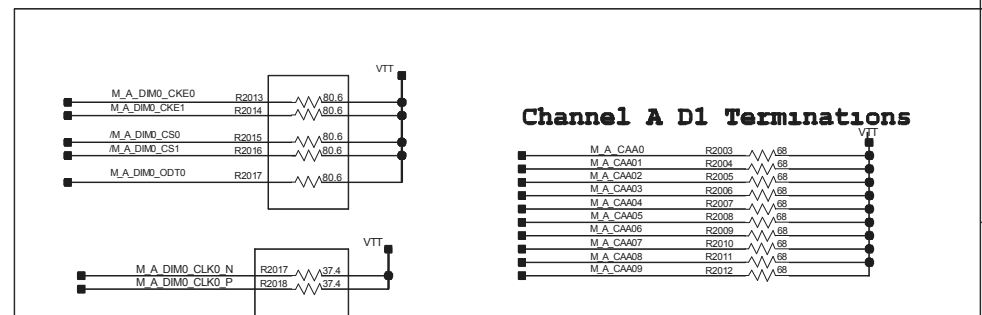 VTT
M_A_DIM0_CKE0 R2013 80.6
M_A_DIM0_CKE1 R2014 80.6
/M_A_DIM0_CS0 R2015 80.6
/M_A_DIM0_CS1 R2016 80.6
M_A_DIM0_ODT0 R2017 80.6
VTT
M_A_DIM0_CLK0_N R2017 37.4
M_A_DIM0_CLK0_P R2018 37.4
Channel A D1 Terminations
VTT
M_A_CAA0 R2003 68
M_A_CAA01 R2004 68
M_A_CAA02 R2005 68
M_A_CAA03 R2006 68
M_A_CAA04 R2007 68
M_A_CAA05 R2008 68
M_A_CAA06 R2009 68
M_A_CAA07 R2010 68
M_A_CAA08 R2011 68
M_A_CAA09 R2012 68